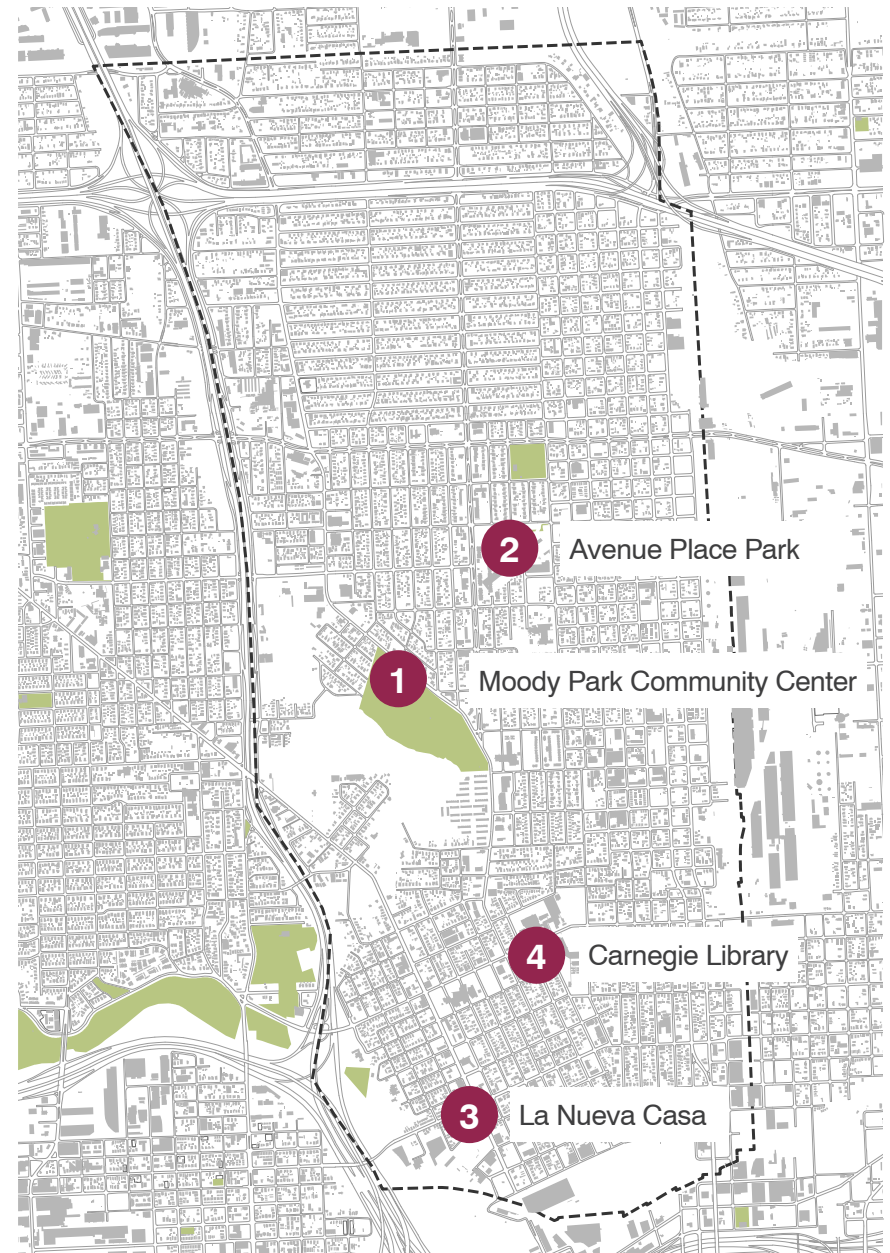 2
Avenue Place Park
1
Moody Park Community Center
4
Carnegie Library
3
La Nueva Casa